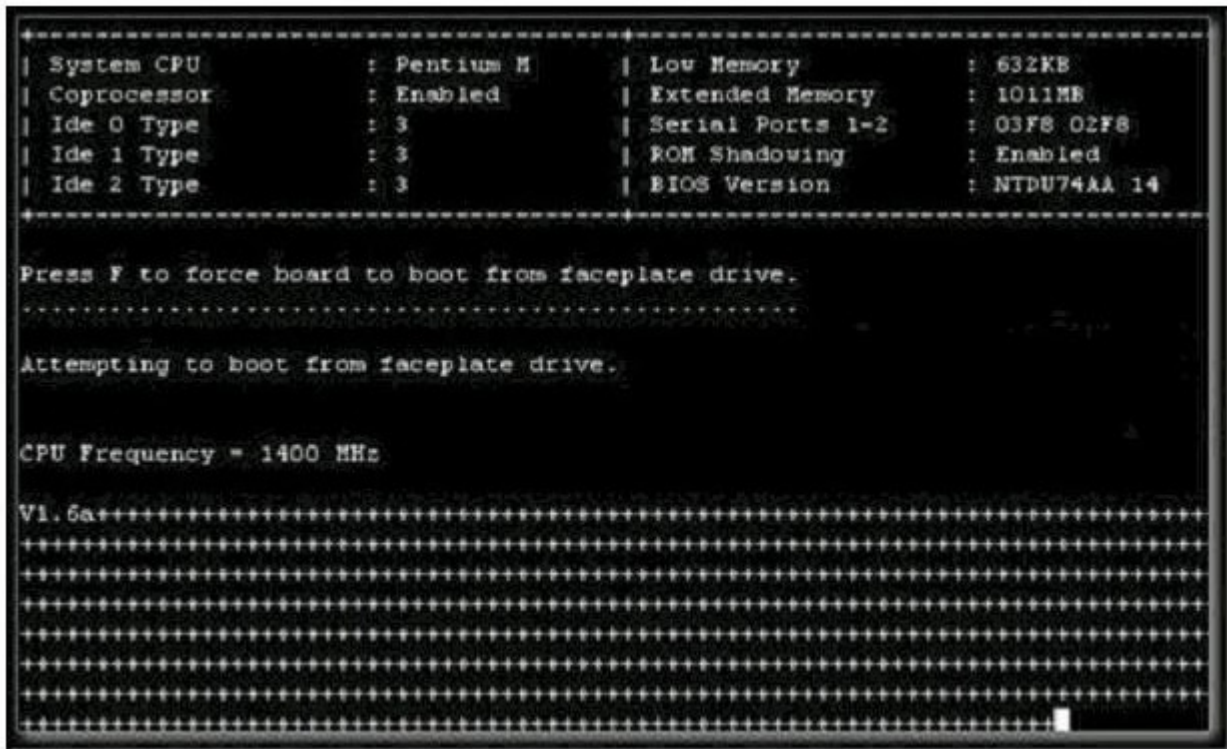 +----------------------------------------+--------------------------------------
| System CPU : Pentium M | Low Memory : 632KB
| Coprocessor : Enabled | Extended Memory : 1011MB
| Ide 0 Type : 3 | Serial Ports 1-2 : 03F8 02F8
| Ide 1 Type : 3 | ROM Shadowing : Enabled
| Ide 2 Type : 3 | BIOS Version : NTDU74AA 14
+----------------------------------------+--------------------------------------
Press F to force board to boot from faceplate drive.
....................................................
Attempting to boot from faceplate drive.
CPU Frequency = 1400 MHz
V1.6a++++++++++++++++++++++++++++++++++++++++++++++++++++++++++++++++++++++++++
+++++++++++++++++++++++++++++++++++++++++++++++++++++++++++++++++++++++++++++++
+++++++++++++++++++++++++++++++++++++++++++++++++++++++++++++++++++++++++++++++
+++++++++++++++++++++++++++++++++++++++++++++++++++++++++++++++++++++++++++++++
+++++++++++++++++++++++++++++++++++++++++++++++++++++++++++++++++++++++++++++++
+++++++++++++++++++++++++++++++++++++++++++++++++++++++++++++++++++++++++++++++
+++++++++++++++++++++++++++++++++++++++++++++++++++++++++++++++++++++++++++++++
+++++++++++++++++++++++++++++++++++++++++++++++++++++++++++++++++++++